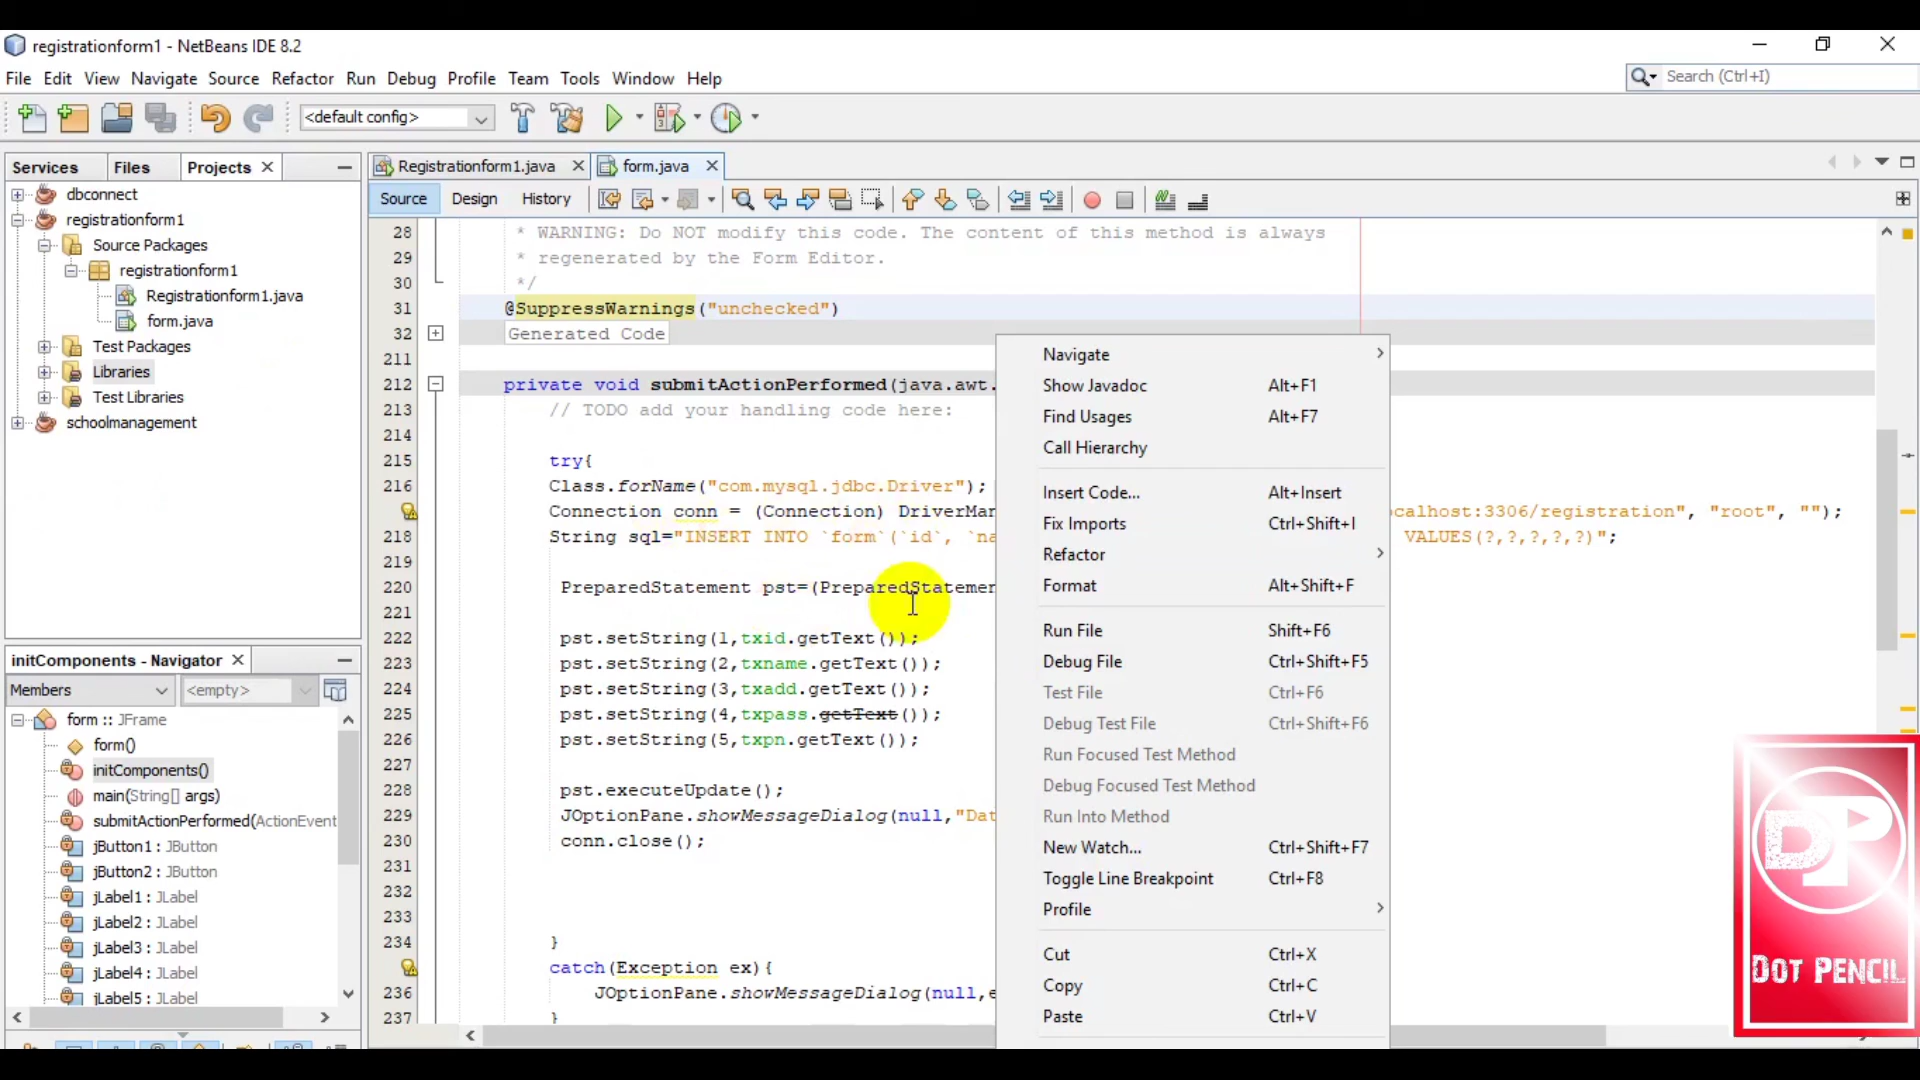 registrationform1 - NetBeans IDE 8.2
File Edit View Navigate Source Refactor Run Debug Profile Team Tools Window Help
Search (Ctrl+I)
<default config>
Services Files Projects
Registrationform1.java form.java
Source Design History
dbconnect
registrationform1
Source Packages
registrationform1
Registrationform1.java
form.java
Test Packages
Libraries
Test Libraries
schoolmanagement
initComponents - Navigator
Members <empty>
form :: JFrame
form()
initComponents()
main(String[] args)
submitActionPerformed(ActionEvent
jButton1 : JButton
jButton2 : JButton
jLabel1 : JLabel
jLabel2 : JLabel
jLabel3 : JLabel
jLabel4 : JLabel
jLabel5 : JLabel
28 * WARNING: Do NOT modify this code. The content of this method is always
29 * regenerated by the Form Editor.
30 */
31 @SuppressWarnings("unchecked")
32 Generated Code
211
212 private void submitActionPerformed(java.awt.
213 // TODO add your handling code here:
214
215 try{
216 Class.forName("com.mysql.jdbc.Driver");
Connection conn = (Connection) DriverMan calhost:3306/registration", "root", "");
218 String sql="INSERT INTO `form`(`id`, `na VALUES(?,?,?,?,?)";
219
220 PreparedStatement pst=(PreparedStatemen
221
222 pst.setString(1,txid.getText());
223 pst.setString(2,txname.getText());
224 pst.setString(3,txadd.getText());
225 pst.setString(4,txpass.getText());
226 pst.setString(5,txpn.getText());
227
228 pst.executeUpdate();
229 JOptionPane.showMessageDialog(null,"Dat
230 conn.close();
231
232
233
234 }
catch(Exception ex){
236 JOptionPane.showMessageDialog(null,e
237 }
Navigate
Show Javadoc Alt+F1
Find Usages Alt+F7
Call Hierarchy
Insert Code... Alt+Insert
Fix Imports Ctrl+Shift+I
Refactor
Format Alt+Shift+F
Run File Shift+F6
Debug File Ctrl+Shift+F5
Test File Ctrl+F6
Debug Test File Ctrl+Shift+F6
Run Focused Test Method
Debug Focused Test Method
Run Into Method
New Watch... Ctrl+Shift+F7
Toggle Line Breakpoint Ctrl+F8
Profile
Cut Ctrl+X
Copy Ctrl+C
Paste Ctrl+V
DP
DOT PENCIL